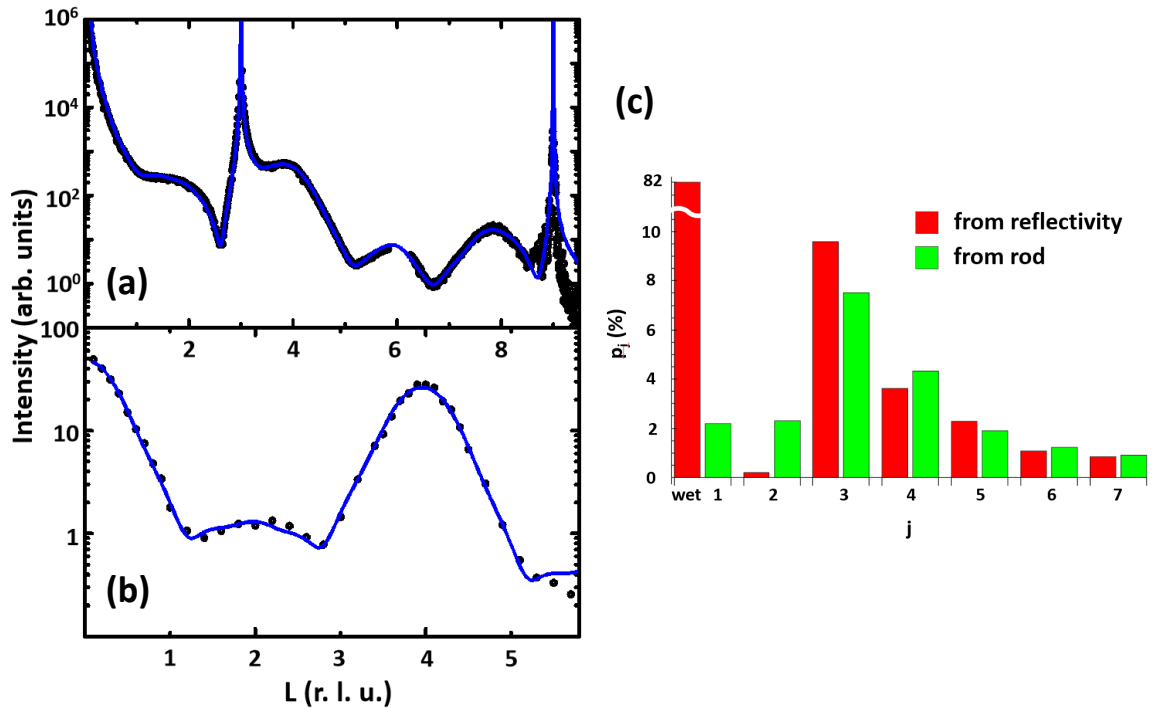 10⁶
10⁴
10²
10⁰
(a)
2 4 6 8
Intensity (arb. units)
100
10
1
(b)
1 2 3 4 5
L (r. l. u.)
(c)
82
10
8
6
4
2
0
pⱼ (%)
from reflectivity
from rod
wet 1 2 3 4 5 6 7
j